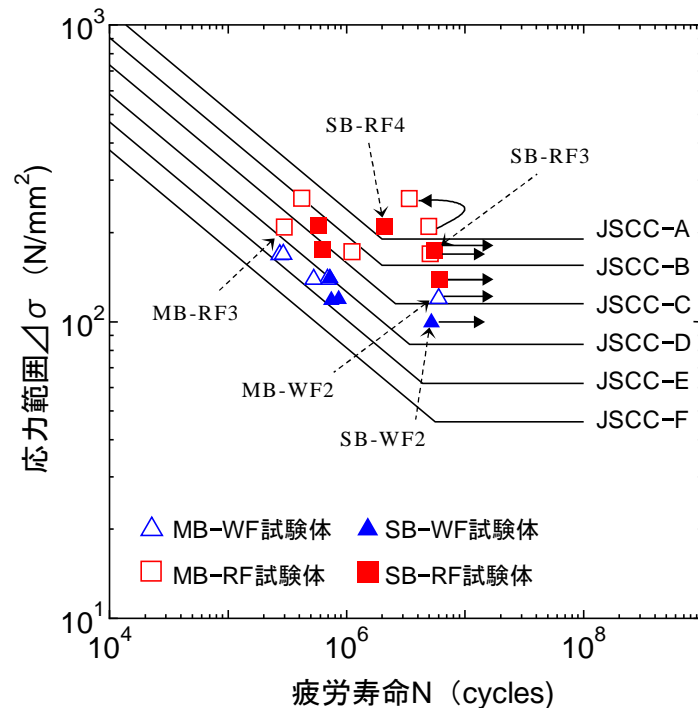 10³
SB-RF4
SB-RF3
JSCC-A
JSCC-B
MB-RF3
JSCC-C
10²
JSCC-D
MB-WF2
JSCC-E
SB-WF2
JSCC-F
応力範囲⊿σ (N/mm²)
MB-WF試験体 SB-WF試験体
MB-RF試験体 SB-RF試験体
10¹
10⁴ 10⁶ 10⁸
疲労寿命N (cycles)